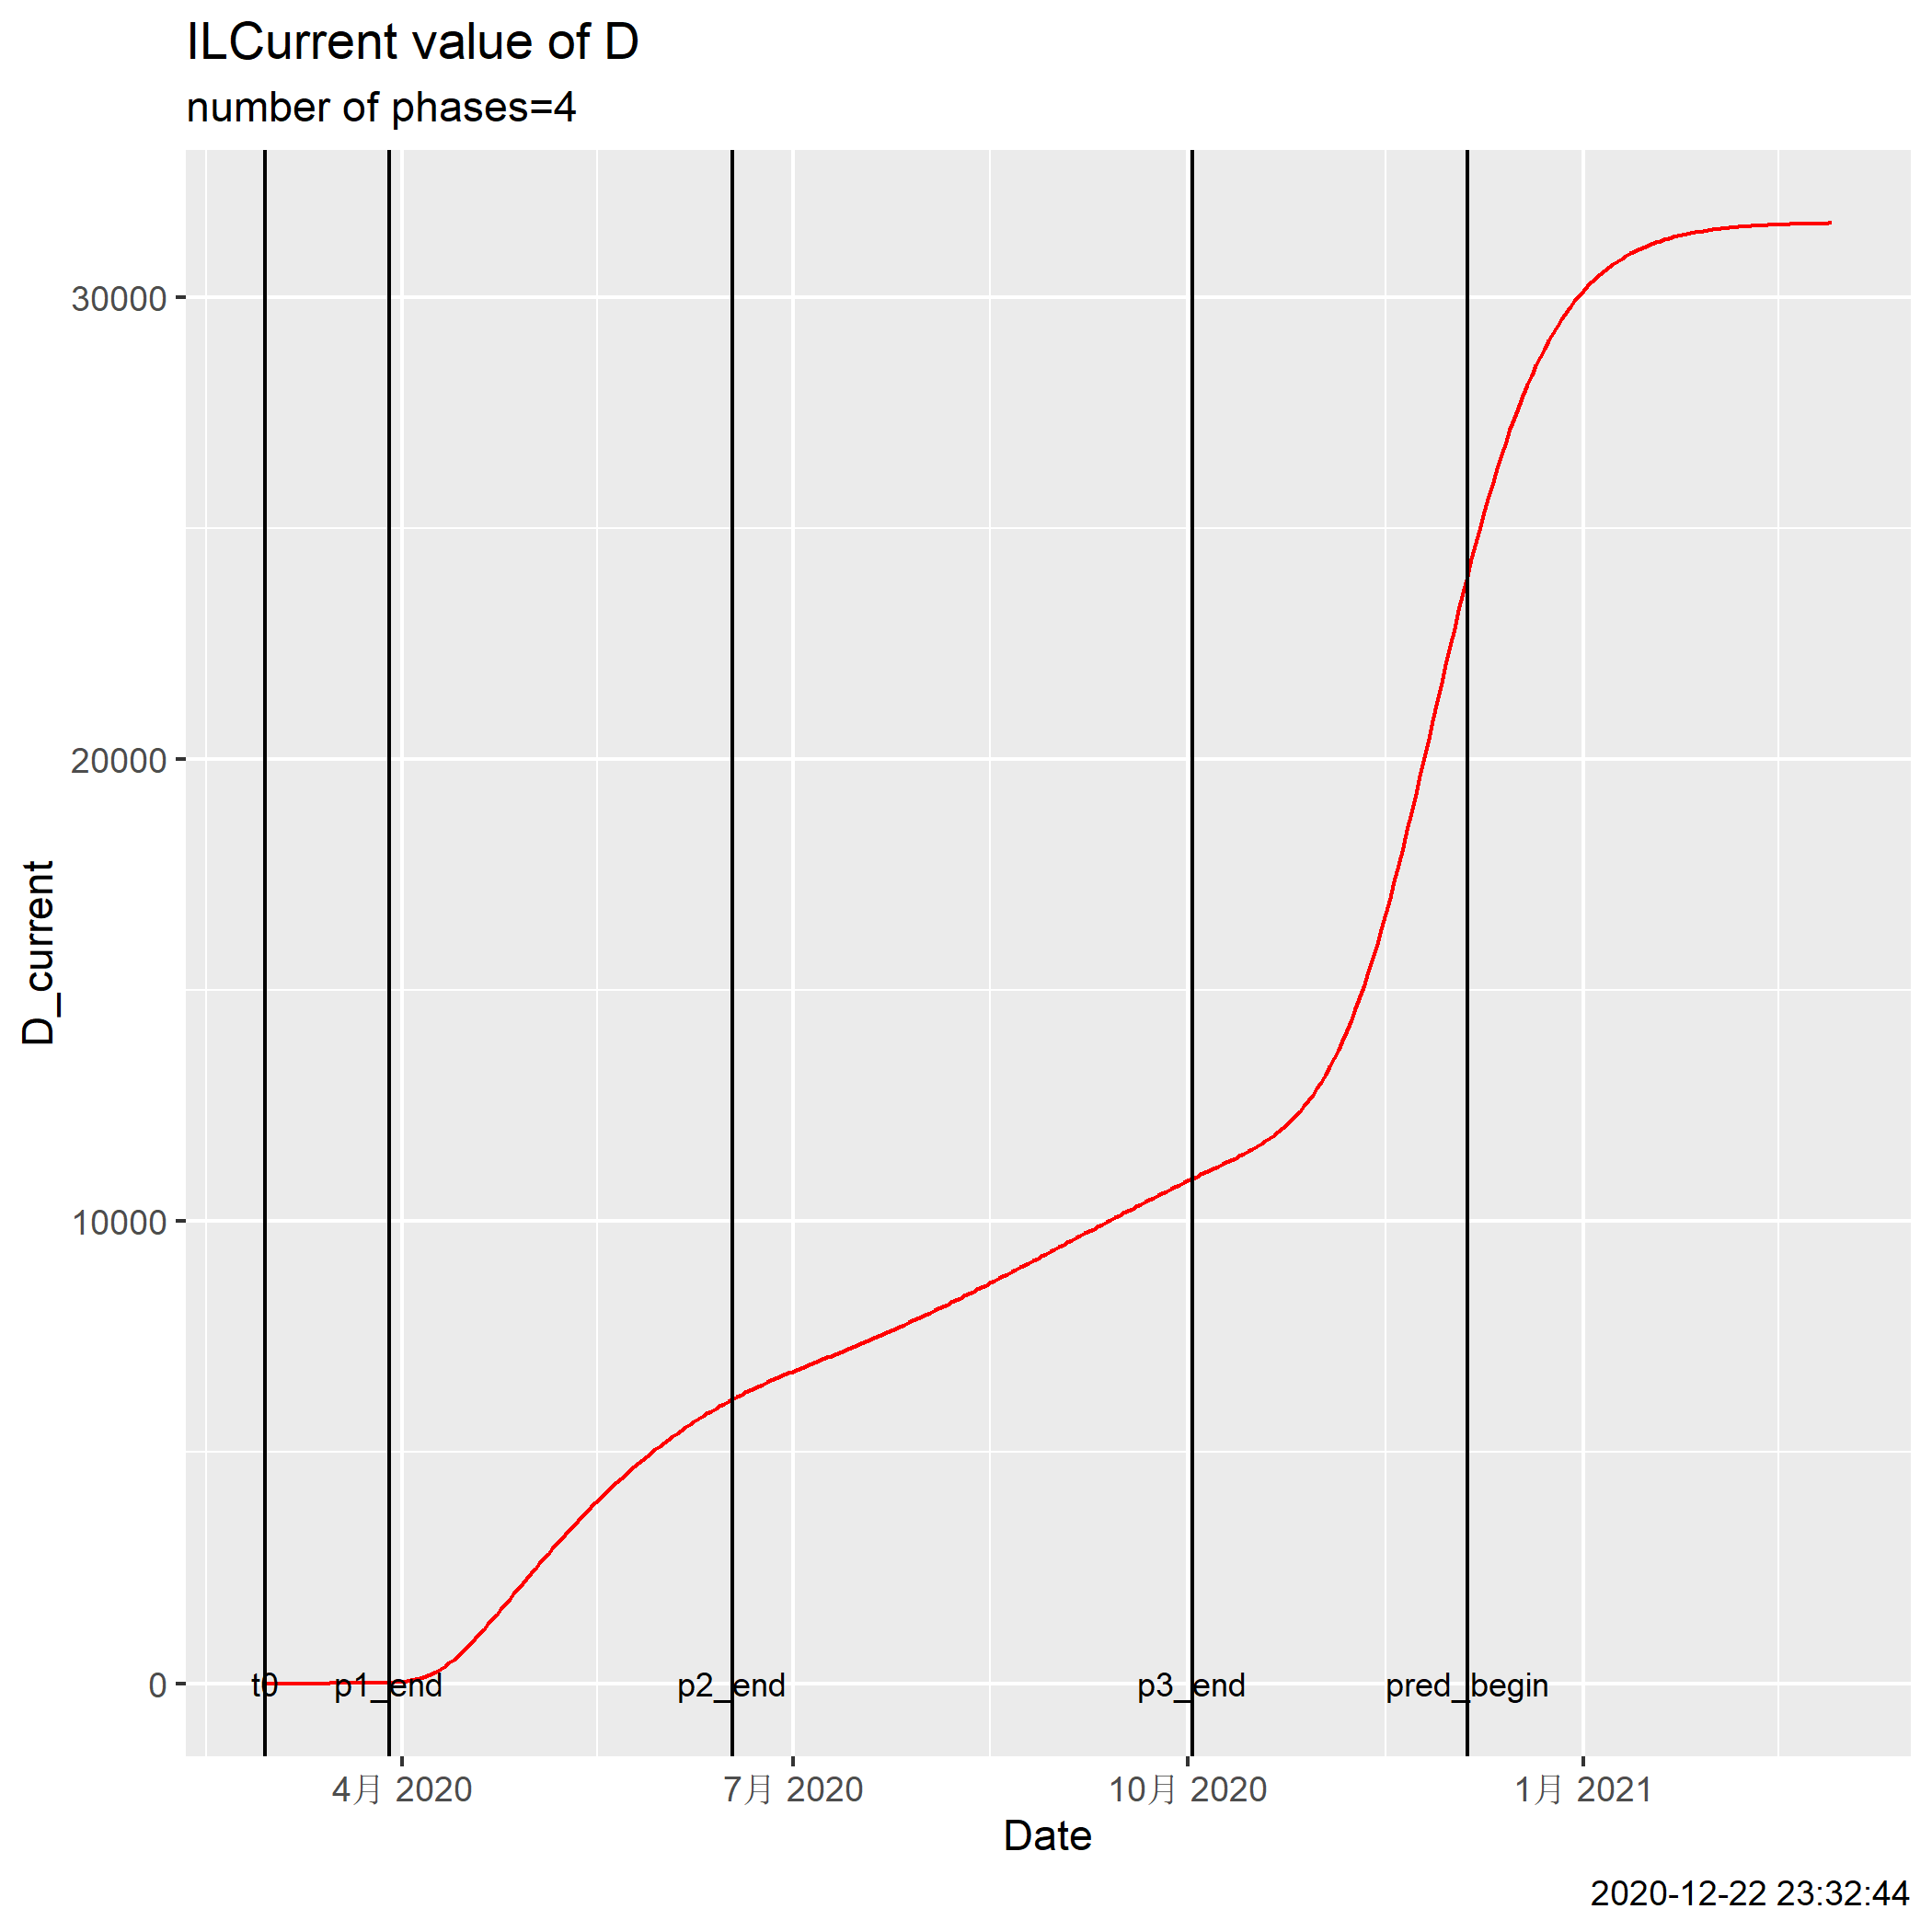 ILCurrent value of D
number of phases=4
D_current
30000
20000
10000
0
t0 p1_end p2_end p3_end pred_begin
4月 2020 7月 2020 10月 2020 1月 2021
Date
2020-12-22 23:32:44